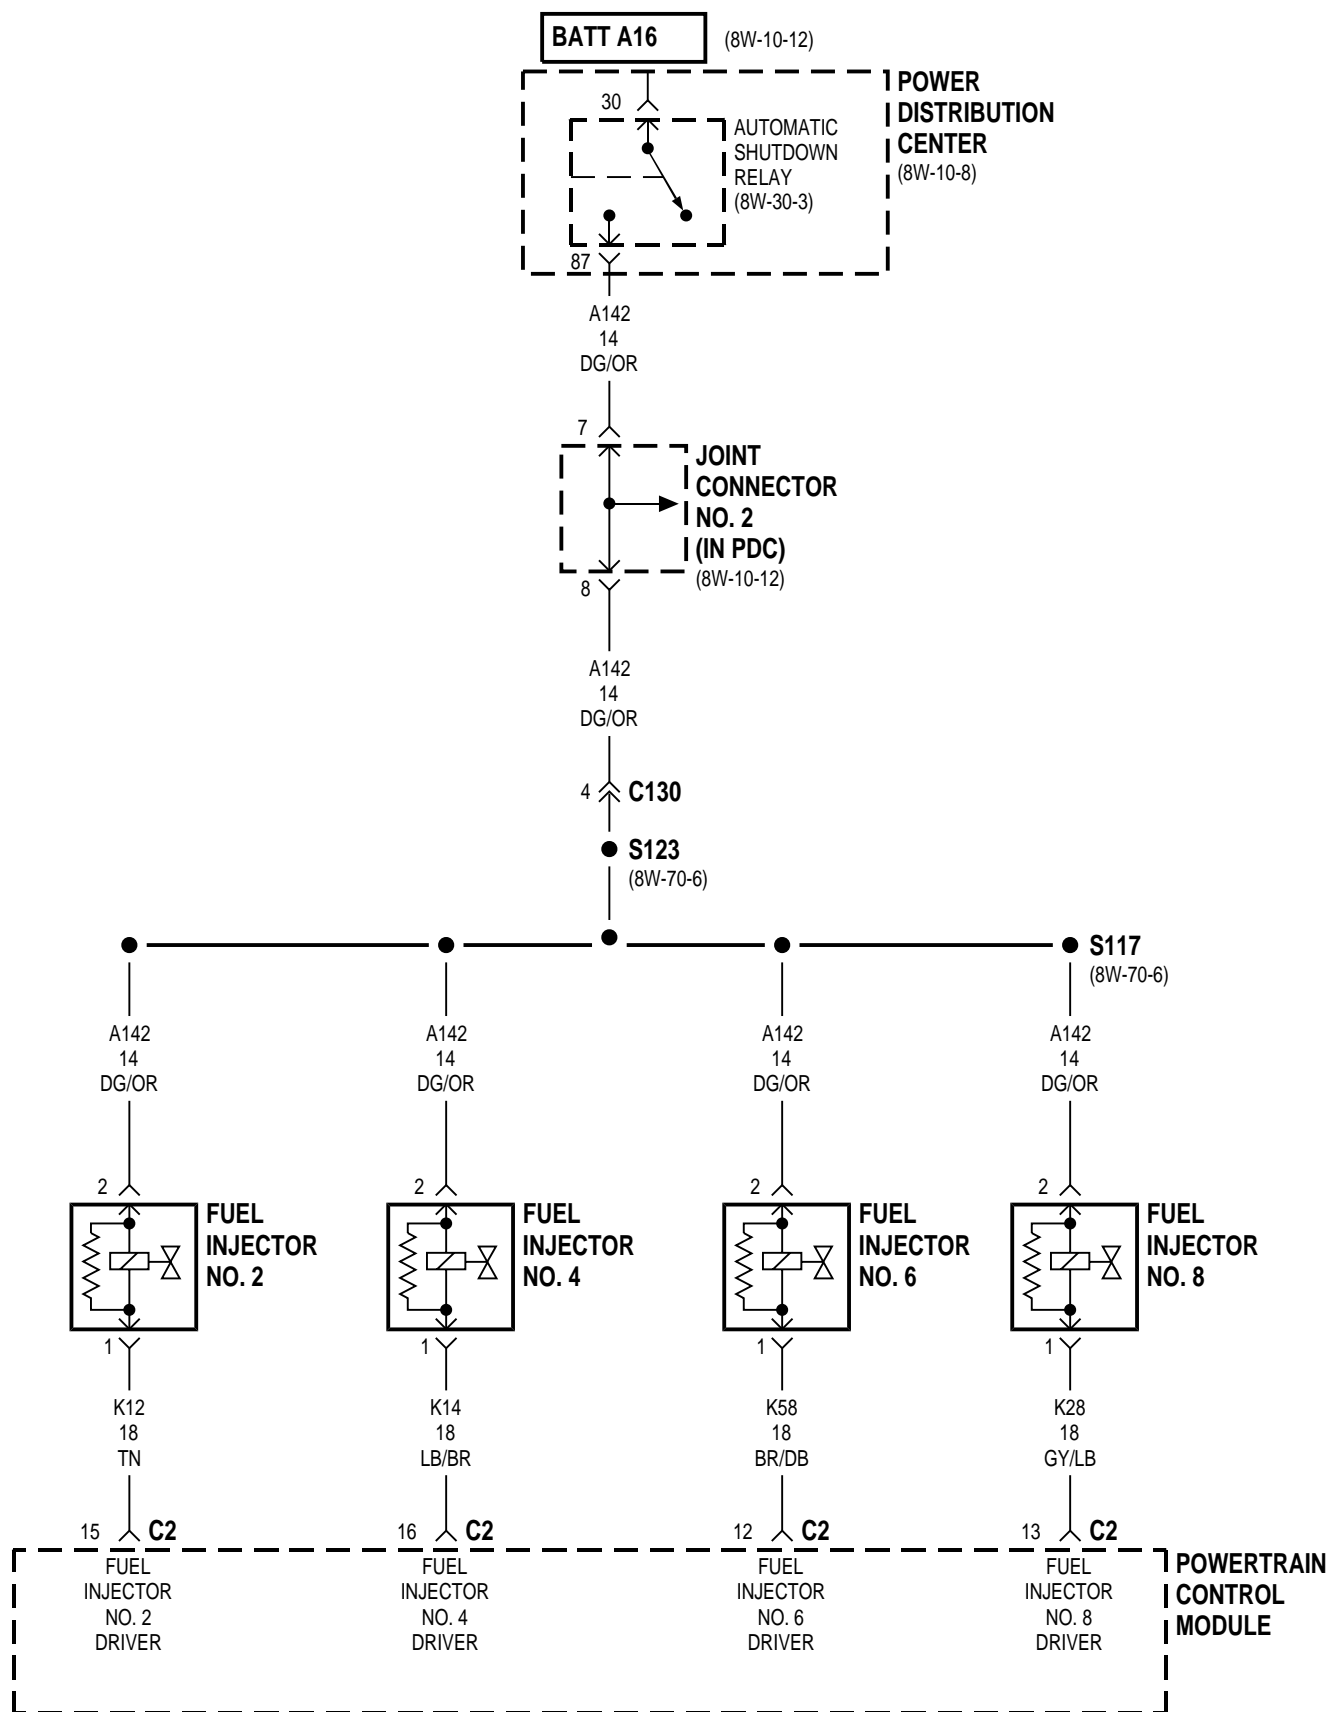 BATT A16
(8W-10-12)
POWER
DISTRIBUTION
CENTER
(8W-10-8)
30
AUTOMATIC
SHUTDOWN
RELAY
(8W-30-3)
87
A142
14
DG/OR
7
JOINT
CONNECTOR
NO. 2
(IN PDC)
(8W-10-12)
8
A142
14
DG/OR
4
C130
S123
(8W-70-6)
S117
(8W-70-6)
A142
14
DG/OR
A142
14
DG/OR
A142
14
DG/OR
A142
14
DG/OR
2
FUEL
INJECTOR
NO. 2
1
2
FUEL
INJECTOR
NO. 4
1
2
FUEL
INJECTOR
NO. 6
1
2
FUEL
INJECTOR
NO. 8
1
K12
18
TN
K14
18
LB/BR
K58
18
BR/DB
K28
18
GY/LB
15
C2
16
C2
12
C2
13
C2
FUEL
INJECTOR
NO. 2
DRIVER
FUEL
INJECTOR
NO. 4
DRIVER
FUEL
INJECTOR
NO. 6
DRIVER
FUEL
INJECTOR
NO. 8
DRIVER
POWERTRAIN
CONTROL
MODULE